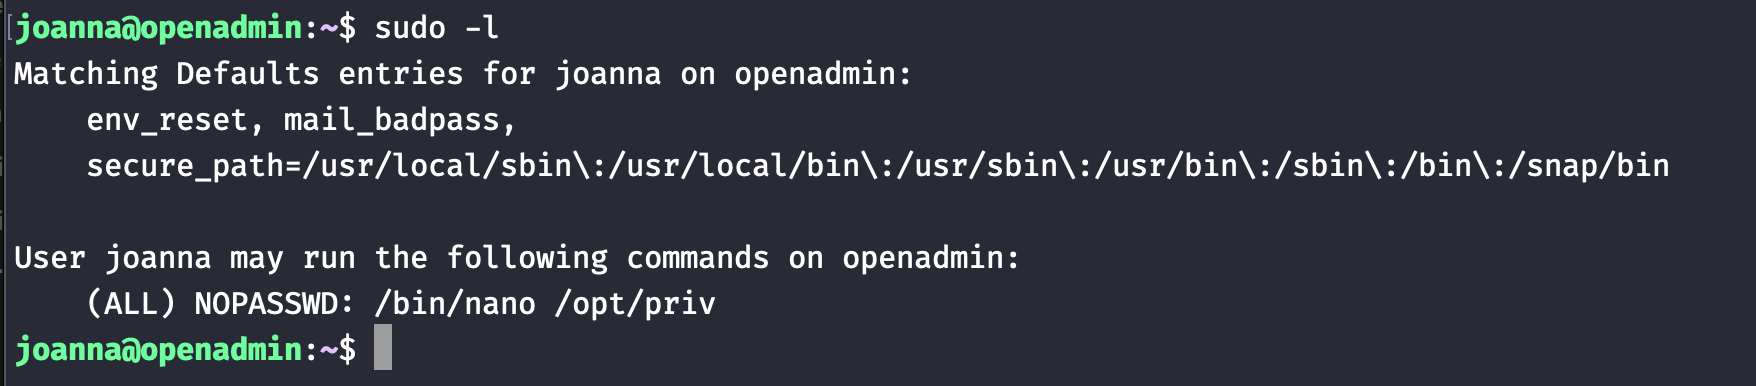 joanna@openadmin:~$ sudo -l
Matching Defaults entries for joanna on openadmin:
    env_reset, mail_badpass,
    secure_path=/usr/local/sbin\:/usr/local/bin\:/usr/sbin\:/usr/bin\:/sbin\:/bin\:/snap/bin

User joanna may run the following commands on openadmin:
    (ALL) NOPASSWD: /bin/nano /opt/priv
joanna@openadmin:~$